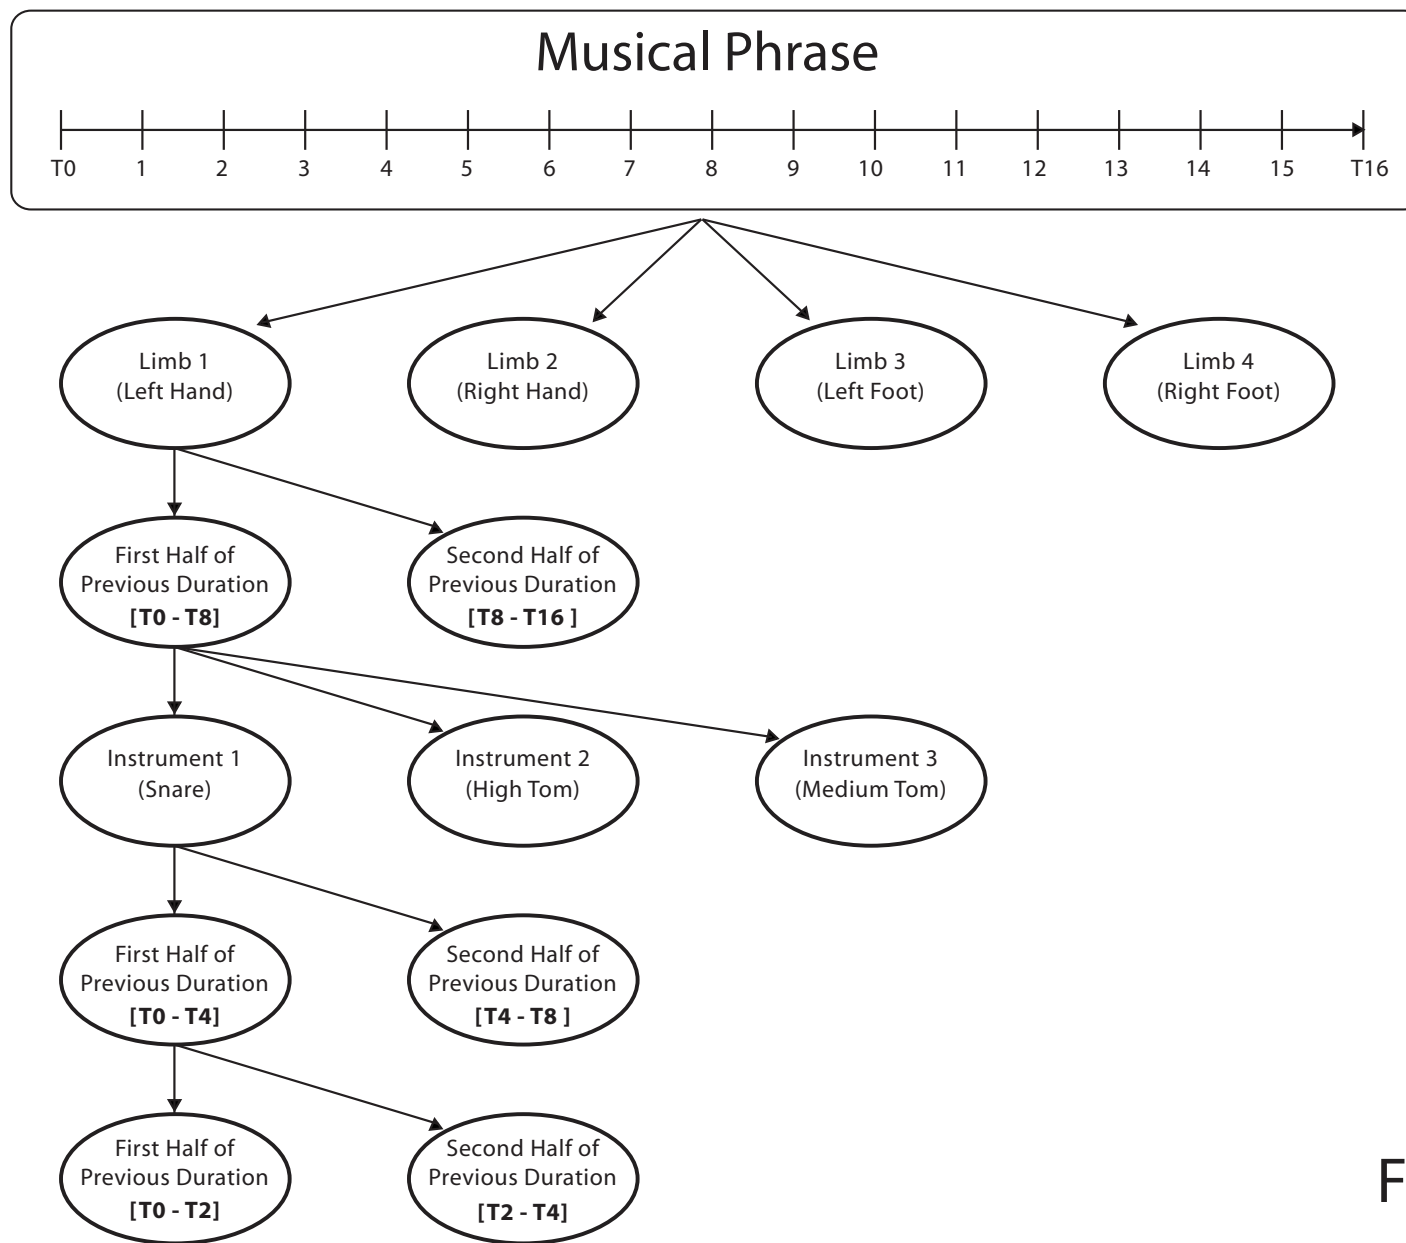 Musical Phrase
T0 1 2 3 4 5 6 7 8 9 10 11 12 13 14 15 T16
Limb 1
(Left Hand)
Limb 2
(Right Hand)
Limb 3
(Left Foot)
Limb 4
(Right Foot)
First Half of
Previous Duration
[T0 - T8]
Second Half of
Previous Duration
[T8 - T16 ]
Instrument 1
(Snare)
Instrument 2
(High Tom)
Instrument 3
(Medium Tom)
First Half of
Previous Duration
[T0 - T4]
Second Half of
Previous Duration
[T4 - T8 ]
First Half of
Previous Duration
[T0 - T2]
Second Half of
Previous Duration
[T2 - T4]
F